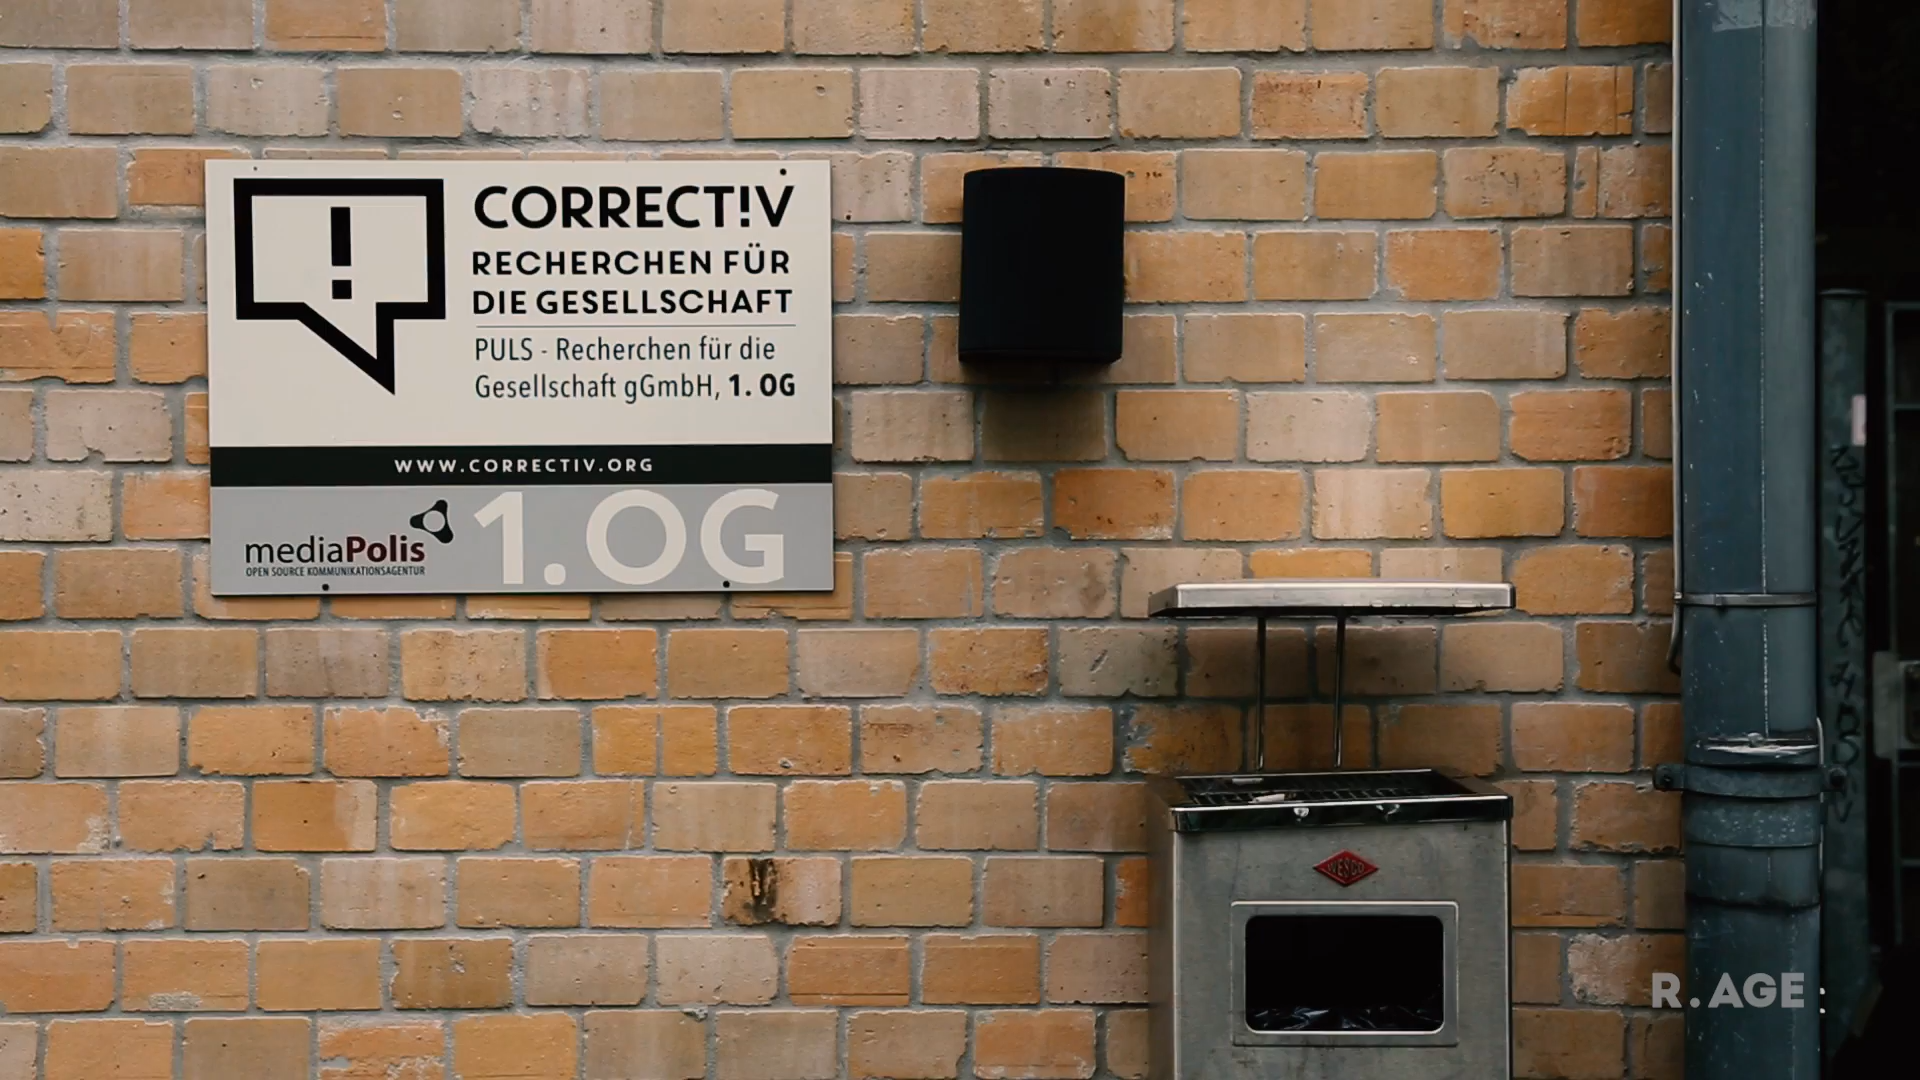 CORRECT!V
RECHERCHEN FÜR
DIE GESELLSCHAFT
PULS - Recherchen für die
Gesellschaft gGmbH, 1. OG
WWW.CORRECTIV.ORG
mediaPolis
OPEN SOURCE KOMMUNIKATIONSAGENTUR
1. OG
WESCO
R.AGE